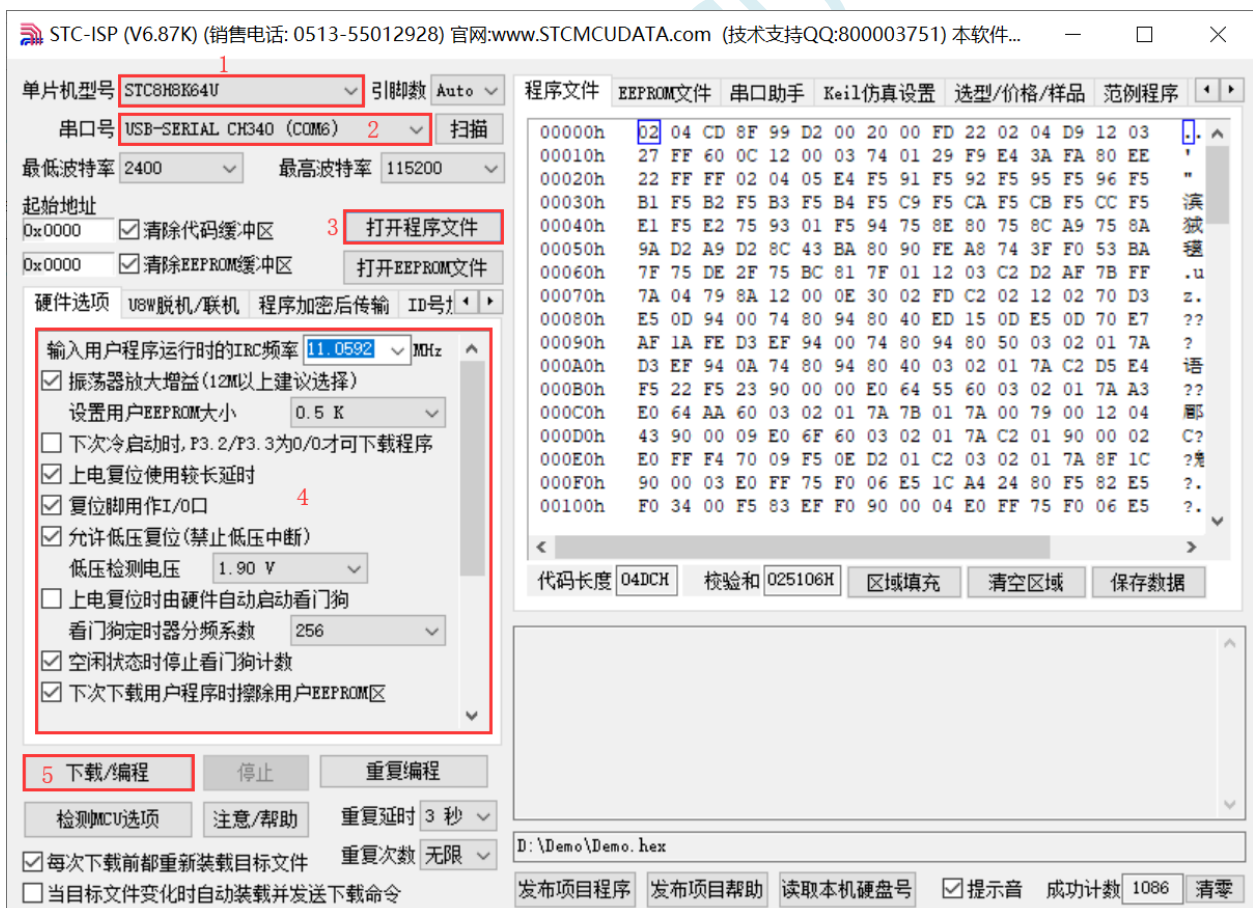 STC-ISP (V6.87K) (销售电话: 0513-55012928) 官网:www.STCMCUDATA.com (技术支持QQ:800003751) 本软件...
1
单片机型号 STC8H8K64U 引脚数 Auto
串口号 USB-SERIAL CH340 (COM6) 2 扫描
最低波特率 2400 最高波特率 115200
起始地址
0x0000 清除代码缓冲区 3 打开程序文件
0x0000 清除EEPROM缓冲区 打开EEPROM文件
硬件选项 U8W脱机/联机 程序加密后传输 ID号
输入用户程序运行时的IRC频率 11.0592 MHz
振荡器放大增益(12M以上建议选择)
设置用户EEPROM大小 0.5 K
下次冷启动时,P3.2/P3.3为0/0才可下载程序
上电复位使用较长延时
4
复位脚用作I/O口
允许低压复位(禁止低压中断)
低压检测电压 1.90 V
上电复位时由硬件自动启动看门狗
看门狗定时器分频系数 256
空闲状态时停止看门狗计数
下次下载用户程序时擦除用户EEPROM区
5 下载/编程 停止 重复编程
检测MCU选项 注意/帮助 重复延时 3 秒
每次下载前都重新装载目标文件 重复次数 无限
当目标文件变化时自动装载并发送下载命令
程序文件 EEPROM文件 串口助手 Keil仿真设置 选型/价格/样品 范例程序
00000h 02 04 CD 8F 99 D2 00 20 00 FD 22 02 04 D9 12 03 ..
00010h 27 FF 60 0C 12 00 03 74 01 29 F9 E4 3A FA 80 EE '
00020h 22 FF FF 02 04 05 E4 F5 91 F5 92 F5 95 F5 96 F5 "
00030h B1 F5 B2 F5 B3 F5 B4 F5 C9 F5 CA F5 CB F5 CC F5 滨
00040h E1 F5 E2 75 93 01 F5 94 75 8E 80 75 8C A9 75 8A
00050h 9A D2 A9 D2 8C 43 BA 80 90 FE A8 74 3F F0 53 BA
00060h 7F 75 DE 2F 75 BC 81 7F 01 12 03 C2 D2 AF 7B FF .u
00070h 7A 04 79 8A 12 00 0E 30 02 FD C2 02 12 02 70 D3 z.
00080h E5 0D 94 00 74 80 94 80 40 ED 15 0D E5 0D 70 E7 ??
00090h AF 1A FE D3 EF 94 00 74 80 94 80 50 03 02 01 7A ?
000A0h D3 EF 94 0A 74 80 94 80 40 03 02 01 7A C2 D5 E4 语
000B0h F5 22 F5 23 90 00 00 E0 64 55 60 03 02 01 7A A3 ??
000C0h E0 64 AA 60 03 02 01 7A 7B 01 7A 00 79 00 12 04
000D0h 43 90 00 09 E0 6F 60 03 02 01 7A C2 01 90 00 02 C?
000E0h E0 FF F4 70 09 F5 0E D2 01 C2 03 02 01 7A 8F 1C ?
000F0h 90 00 03 E0 FF 75 F0 06 E5 1C A4 24 80 F5 82 E5 ?.
00100h F0 34 00 F5 83 EF F0 90 00 04 E0 FF 75 F0 06 E5 ?.
代码长度 04DCH 校验和 025106H 区域填充 清空区域 保存数据
D:\Demo\Demo.hex
发布项目程序 发布项目帮助 读取本机硬盘号 提示音 成功计数 1086 清零